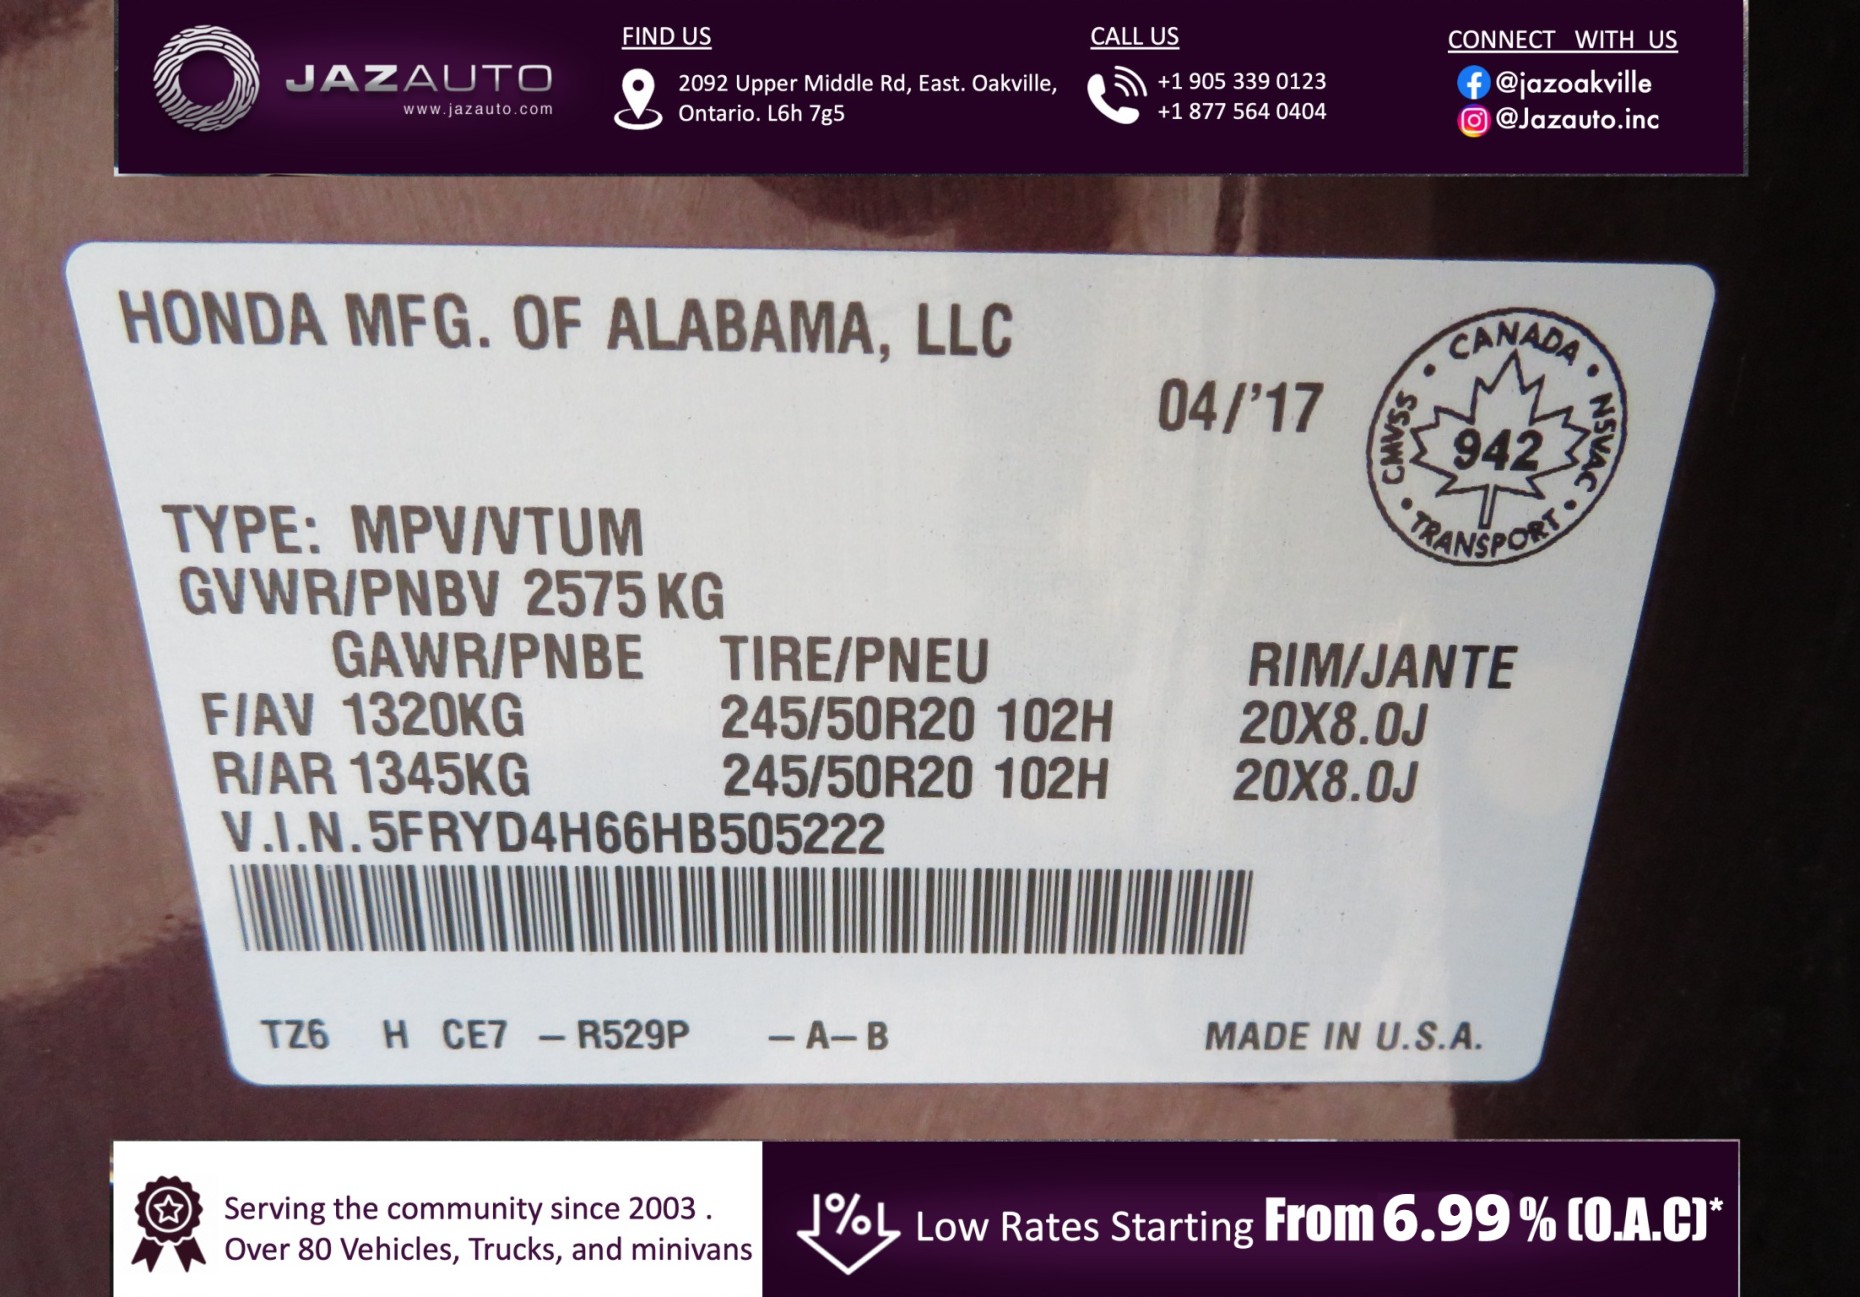 JAZAUTO
www.jazauto.com
FIND US
2092 Upper Middle Rd, East. Oakville,
Ontario. L6h 7g5
CALL US
+1 905 339 0123
+1 877 564 0404
CONNECT WITH US
@jazoakville
@Jazauto.inc
HONDA MFG. OF ALABAMA, LLC
04/'17
CANADA
CMVSS 942 NSVAC
TRANSPORT
TYPE: MPV/VTUM
GVWR/PNBV 2575 KG
GAWR/PNBE TIRE/PNEU RIM/JANTE
F/AV 1320KG 245/50R20 102H 20X8.0J
R/AR 1345KG 245/50R20 102H 20X8.0J
V.I.N. 5FRYD4H66HB505222
TZ6 H CE7 – R529P – A – B MADE IN U.S.A.
Serving the community since 2003 .
Over 80 Vehicles, Trucks, and minivans
1%
Low Rates Starting From 6.99 % (O.A.C)*